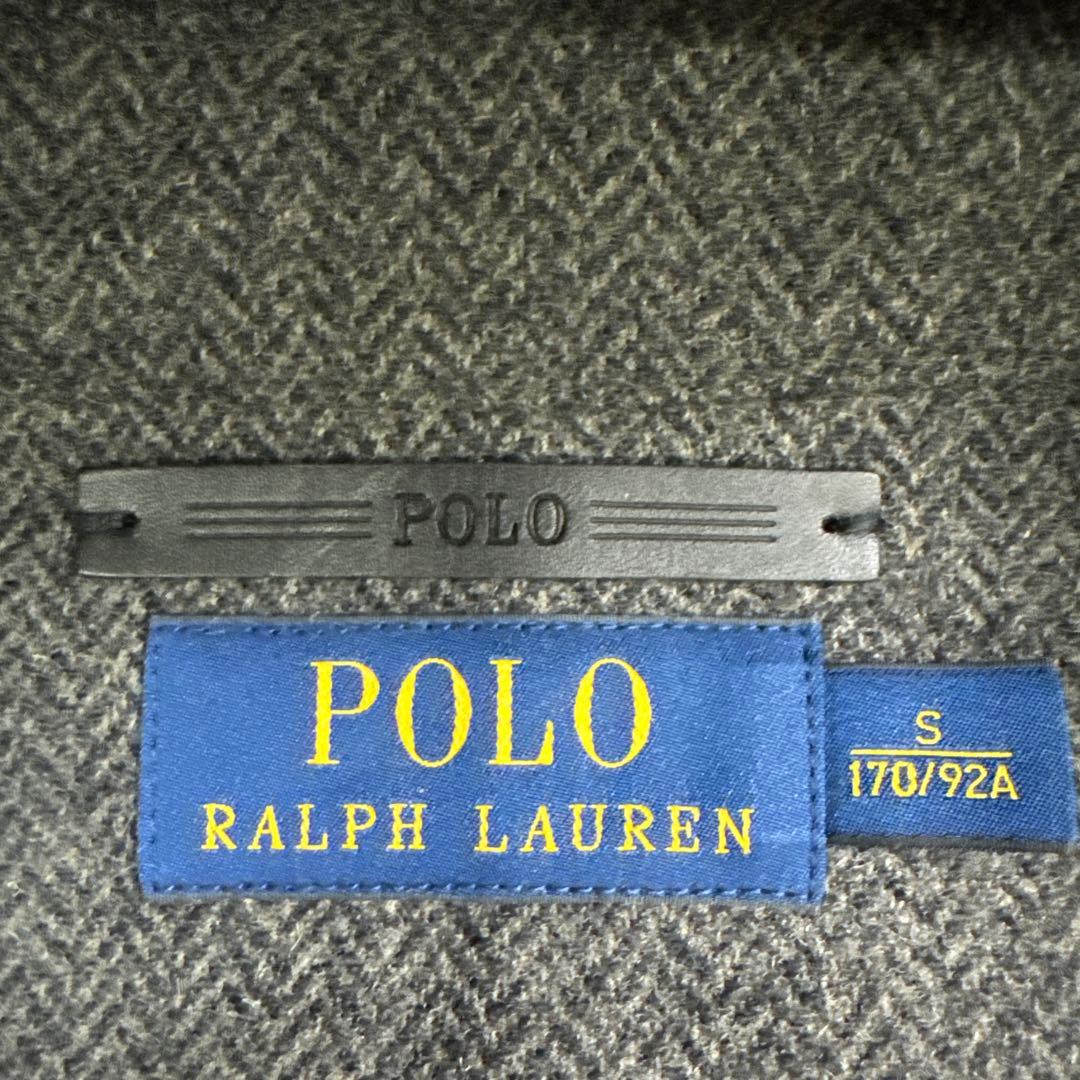 POLO
POLO
RALPH LAUREN
S
170/92A